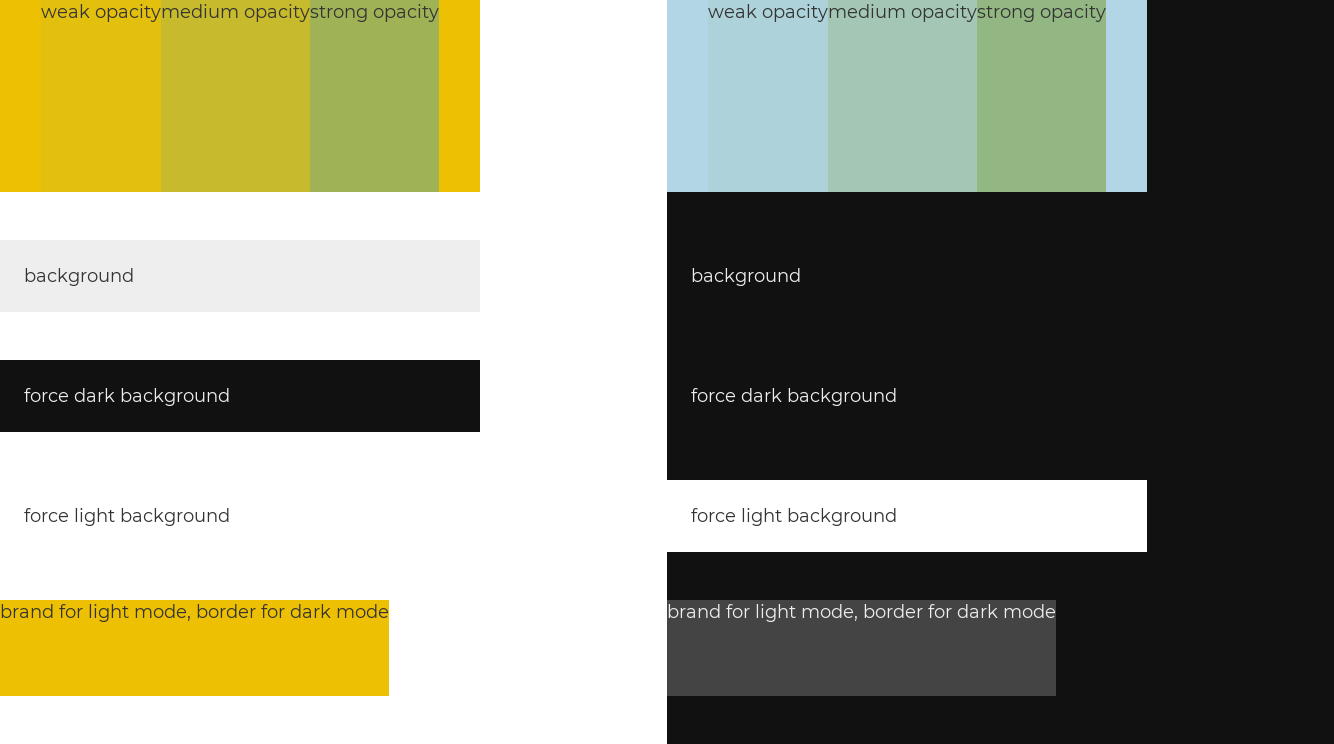 weak opacitymedium opacitystrong opacity
background
force dark background
force light background
brand for light mode, border for dark mode
weak opacitymedium opacitystrong opacity
background
force dark background
force light background
brand for light mode, border for dark mode